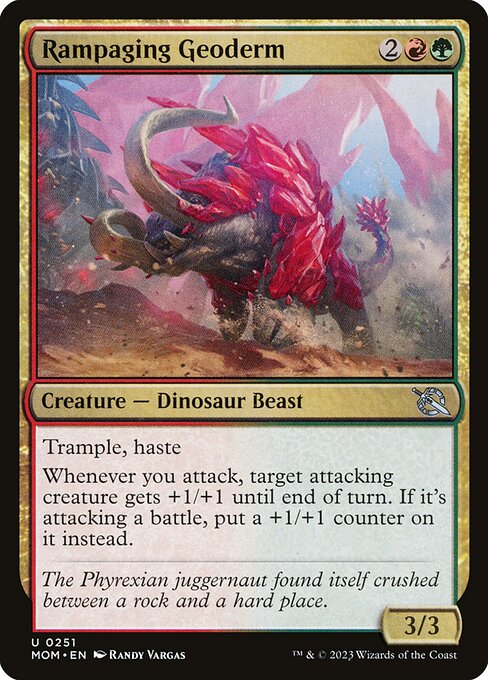 Rampaging Geoderm 2
Creature — Dinosaur Beast
Trample, haste
Whenever you attack, target attacking
creature gets +1/+1 until end of turn. If it's
attacking a battle, put a +1/+1 counter on
it instead.
The Phyrexian juggernaut found itself crushed
between a rock and a hard place.
3/3
U 0251
MOM • EN Randy Vargas
™ & © 2023 Wizards of the Coast